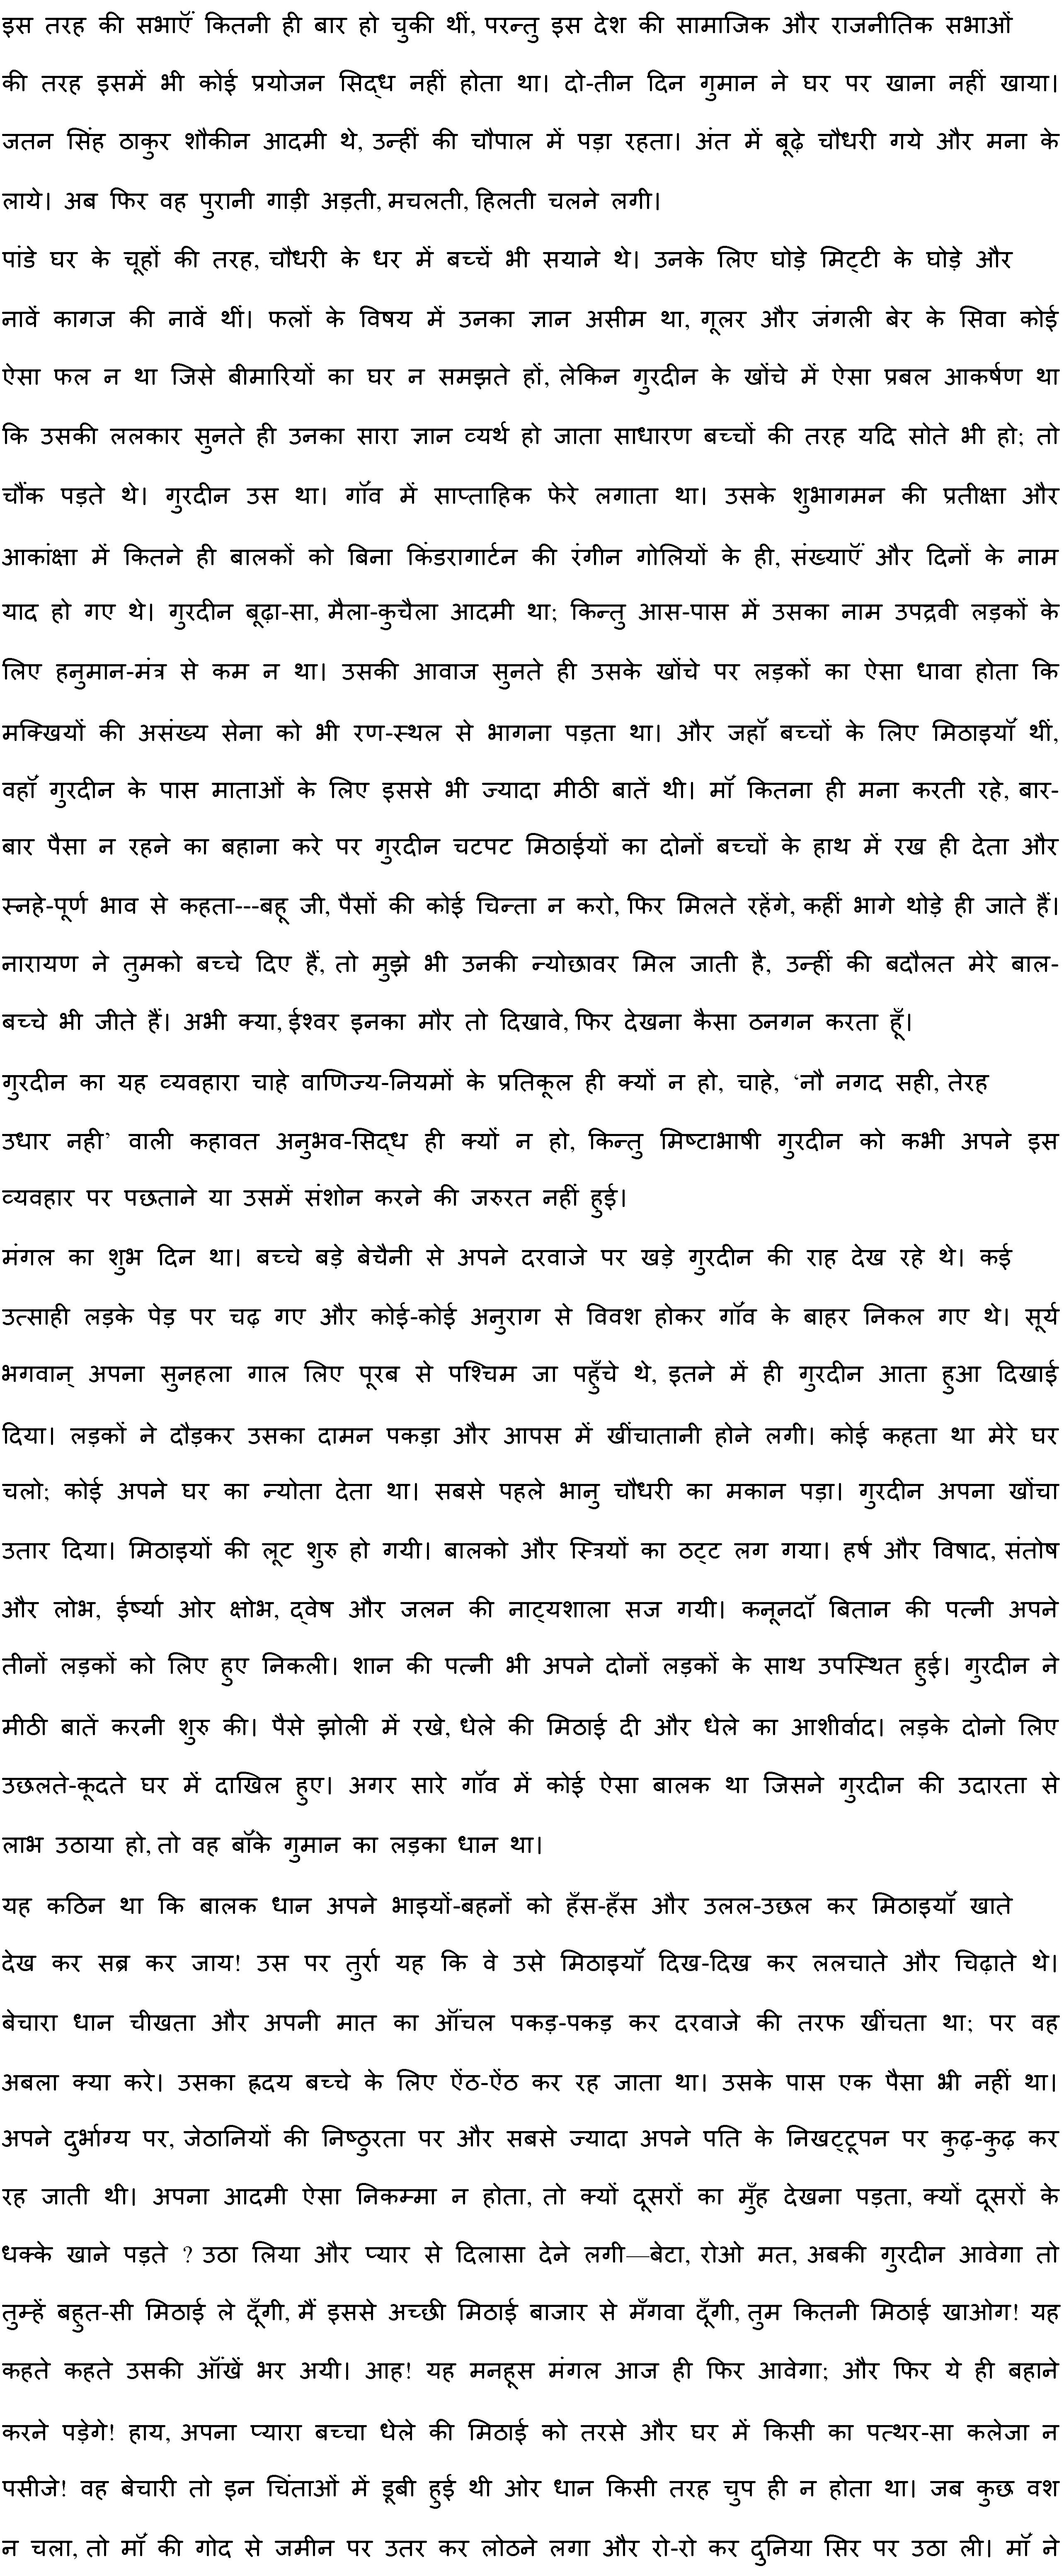 इस तरह की सभाऍं कितनी ही बार हो चुकी थीं, परन्तु इस देश की सामाजिक और राजनीतिक सभाओं
की तरह इसमें भी कोई प्रयोजन सिद्ध नहीं होता था। दो-तीन दिन गुमान ने घर पर खाना नहीं खाया।
जतन सिंह ठाकुर शौकीन आदमी थे, उन्हीं की चौपाल में पड़ा रहता। अंत में बूढ़े चौधरी गये और मना के
लाये। अब फिर वह पुरानी गाड़ी अड़ती, मचलती, हिलती चलने लगी।
पांडे घर के चूहों की तरह, चौधरी के धर में बच्चें भी सयाने थे। उनके लिए घोड़े मिट्टी के घोड़े और
नावें कागज की नावें थीं। फलों के विषय में उनका ज्ञान असीम था, गूलर और जंगली बेर के सिवा कोई
ऐसा फल न था जिसे बीमारियों का घर न समझते हों, लेकिन गुरदीन के खोंचे में ऐसा प्रबल आकर्षण था
कि उसकी ललकार सुनते ही उनका सारा ज्ञान व्यर्थ हो जाता साधारण बच्चों की तरह यदि सोते भी हो; तो
चौंक पड़ते थे। गुरदीन उस था। गॉंव में साप्ताहिक फेरे लगाता था। उसके शुभागमन की प्रतीक्षा और
आकांक्षा में कितने ही बालकों को बिना किंडरागार्टन की रंगीन गोलियों के ही, संख्याऍं और दिनों के नाम
याद हो गए थे। गुरदीन बूढ़ा-सा, मैला-कुचैला आदमी था; किन्तु आस-पास में उसका नाम उपद्रवी लड़कों के
लिए हनुमान-मंत्र से कम न था। उसकी आवाज सुनते ही उसके खोंचे पर लड़कों का ऐसा धावा होता कि
मक्खियों की असंख्य सेना को भी रण-स्थल से भागना पड़ता था। और जहॉं बच्चों के लिए मिठाइयॉं थीं,
वहॉं गुरदीन के पास माताओं के लिए इससे भी ज्यादा मीठी बातें थी। मॉं कितना ही मना करती रहे, बार-
बार पैसा न रहने का बहाना करे पर गुरदीन चटपट मिठाईयों का दोनों बच्चों के हाथ में रख ही देता और
स्नहे-पूर्ण भाव से कहता---बहू जी, पैसों की कोई चिन्ता न करो, फिर मिलते रहेंगे, कहीं भागे थोड़े ही जाते हैं।
नारायण ने तुमको बच्चे दिए हैं, तो मुझे भी उनकी न्योछावर मिल जाती है, उन्हीं की बदौलत मेरे बाल-
बच्चे भी जीते हैं। अभी क्या, ईश्वर इनका मौर तो दिखावे, फिर देखना कैसा ठनगन करता हूँ।
गुरदीन का यह व्यवहारा चाहे वाणिज्य-नियमों के प्रतिकूल ही क्यों न हो, चाहे, ‘नौ नगद सही, तेरह
उधार नही’ वाली कहावत अनुभव-सिद्ध ही क्यों न हो, किन्तु मिष्टाभाषी गुरदीन को कभी अपने इस
व्यवहार पर पछताने या उसमें संशोन करने की जरुरत नहीं हुई।
मंगल का शुभ दिन था। बच्चे बड़े बेचैनी से अपने दरवाजे पर खड़े गुरदीन की राह देख रहे थे। कई
उत्साही लड़के पेड़ पर चढ़ गए और कोई-कोई अनुराग से विवश होकर गॉंव के बाहर निकल गए थे। सूर्य
भगवान् अपना सुनहला गाल लिए पूरब से पश्चिम जा पहुँचे थे, इतने में ही गुरदीन आता हुआ दिखाई
दिया। लड़कों ने दौड़कर उसका दामन पकड़ा और आपस में खींचातानी होने लगी। कोई कहता था मेरे घर
चलो; कोई अपने घर का न्योता देता था। सबसे पहले भानु चौधरी का मकान पड़ा। गुरदीन अपना खोंचा
उतार दिया। मिठाइयों की लूट शुरु हो गयी। बालको और स्त्रियों का ठट्ट लग गया। हर्ष और विषाद, संतोष
और लोभ, ईर्ष्या ओर क्षोभ, द्वेष और जलन की नाट्यशाला सज गयी। कनूनदॉं बितान की पत्नी अपने
तीनों लड़कों को लिए हुए निकली। शान की पत्नी भी अपने दोनों लड़कों के साथ उपस्थित हुई। गुरदीन ने
मीठी बातें करनी शुरु की। पैसे झोली में रखे, धेले की मिठाई दी और धेले का आशीर्वाद। लड़के दोनो लिए
उछलते-कूदते घर में दाखिल हुए। अगर सारे गॉंव में कोई ऐसा बालक था जिसने गुरदीन की उदारता से
लाभ उठाया हो, तो वह बॉंके गुमान का लड़का धान था।
यह कठिन था कि बालक धान अपने भाइयों-बहनों को हँस-हँस और उलल-उछल कर मिठाइयॉं खाते
देख कर सब्र कर जाय! उस पर तुर्रा यह कि वे उसे मिठाइयॉं दिख-दिख कर ललचाते और चिढ़ाते थे।
बेचारा धान चीखता और अपनी मात का ऑंचल पकड़-पकड़ कर दरवाजे की तरफ खींचता था; पर वह
अबला क्या करे। उसका ह्रदय बच्चे के लिए ऐंठ-ऐंठ कर रह जाता था। उसके पास एक पैसा भी नहीं था।
अपने दुर्भाग्य पर, जेठानियों की निष्ठुरता पर और सबसे ज्यादा अपने पति के निखट्टूपन पर कुढ़-कुढ़ कर
रह जाती थी। अपना आदमी ऐसा निकम्मा न होता, तो क्यों दूसरों का मुँह देखना पड़ता, क्यों दूसरों के
धक्के खाने पड़ते ? उठा लिया और प्यार से दिलासा देने लगी—बेटा, रोओ मत, अबकी गुरदीन आवेगा तो
तुम्हें बहुत-सी मिठाई ले दूँगी, मैं इससे अच्छी मिठाई बाजार से मँगवा दूँगी, तुम कितनी मिठाई खाओग! यह
कहते कहते उसकी ऑंखें भर अयी। आह! यह मनहूस मंगल आज ही फिर आवेगा; और फिर ये ही बहाने
करने पड़ेगे! हाय, अपना प्यारा बच्चा धेले की मिठाई को तरसे और घर में किसी का पत्थर-सा कलेजा न
पसीजे! वह बेचारी तो इन चिंताओं में डूबी हुई थी ओर धान किसी तरह चुप ही न होता था। जब कुछ वश
न चला, तो मॉं की गोद से जमीन पर उतर कर लोठने लगा और रो-रो कर दुनिया सिर पर उठा ली। मॉं ने